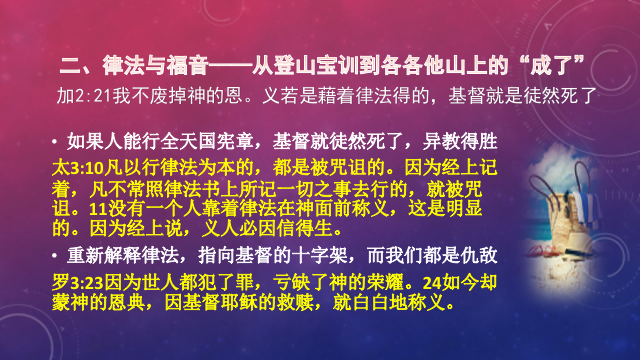 二、律法与福音——从登山宝训到各各他山上的“成了”
加2:21我不废掉神的恩。义若是藉着律法得的，基督就是徒然死了
• 如果人能行全天国宪章，基督就徒然死了，异教得胜
太3:10凡以行律法为本的，都是被咒诅的。因为经上记
着，凡不常照律法书上所记一切之事去行的，就被咒
诅。11没有一个人靠着律法在神面前称义，这是明显
的。因为经上说，义人必因信得生。
• 重新解释律法，指向基督的十字架，而我们都是仇敌
罗3:23因为世人都犯了罪，亏缺了神的荣耀。24如今却
蒙神的恩典，因基督耶稣的救赎，就白白地称义。